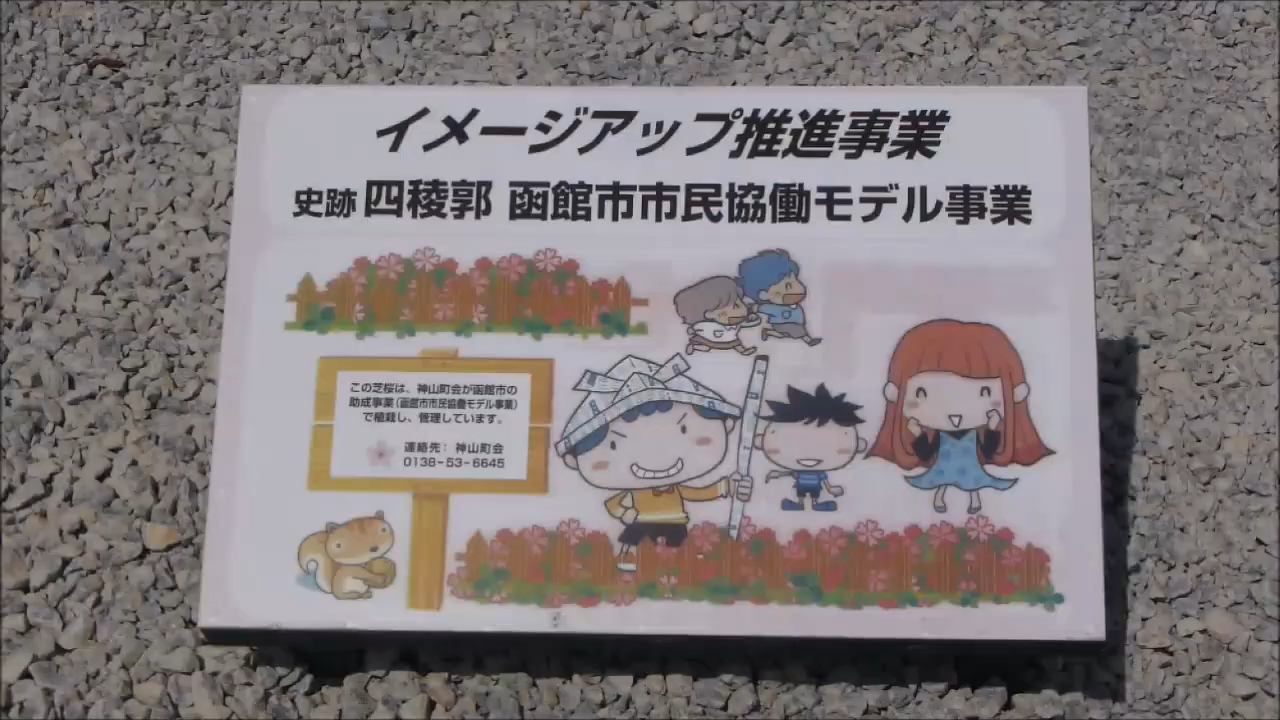 イメージアップ推進事業
史跡 四稜郭 函館市市民協働モデル事業
この芝桜は、神山町会が函館市の
助成事業(函館市市民協働モデル事業)
で植栽し、管理しています。
連絡先： 神山町会
0138-53-6645